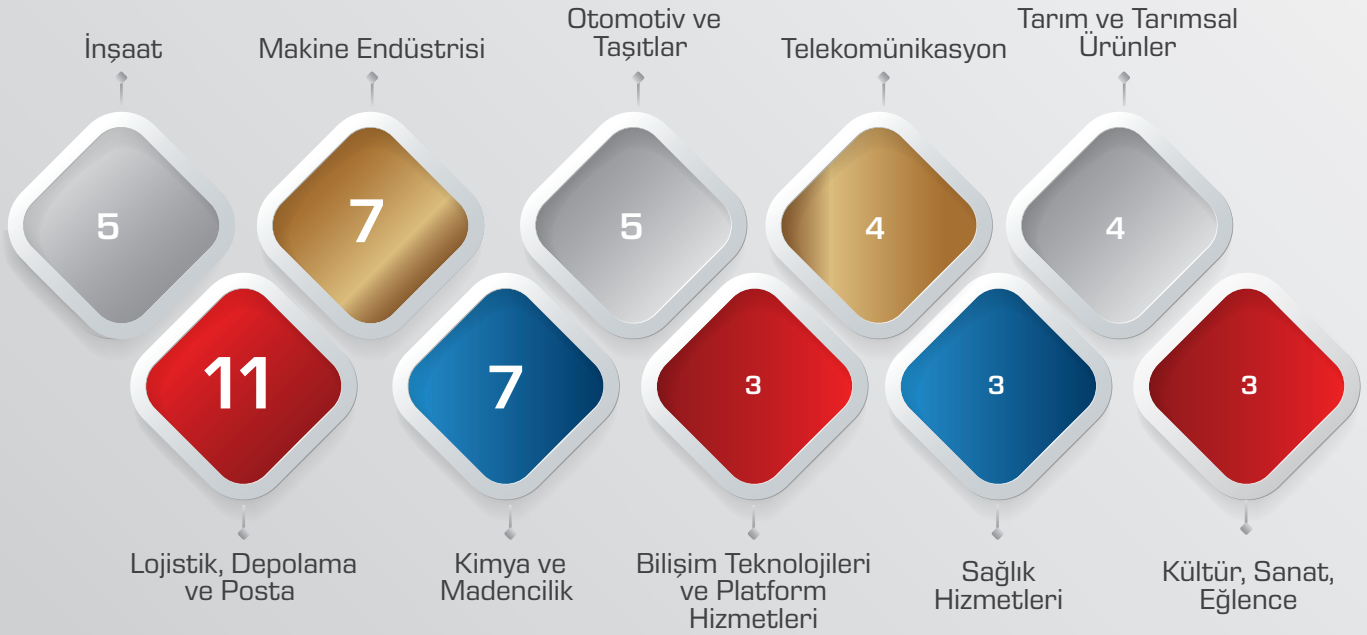 İnşaat
Makine Endüstrisi
Otomotiv ve
Taşıtlar
Telekomünikasyon
Tarım ve Tarımsal
Ürünler
5
7
5
4
4
11
7
3
3
3
Lojistik, Depolama
ve Posta
Kimya ve
Madencilik
Bilişim Teknolojileri
ve Platform
Hizmetleri
Sağlık
Hizmetleri
Kültür, Sanat,
Eğlence